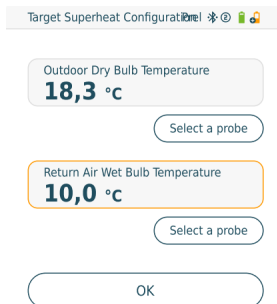 Target Superheat Configuration
Outdoor Dry Bulb Temperature
18,3 °C
Select a probe
Return Air Wet Bulb Temperature
10,0 °C
Select a probe
OK